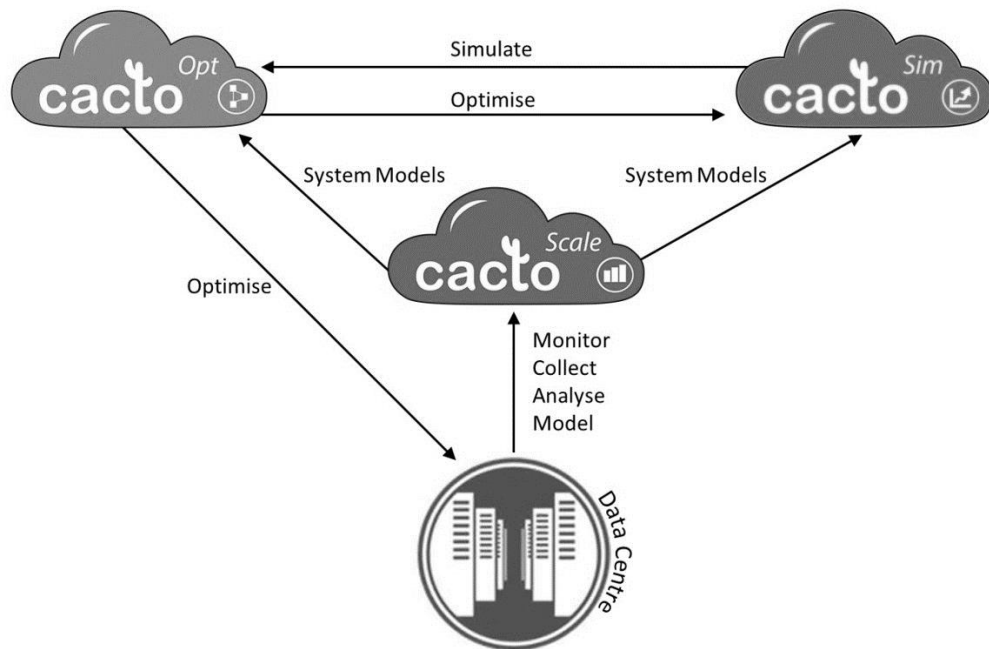 Opt
cacto
Simulate
Optimise
Sim
cacto
System Models
System Models
Scale
cacto
Optimise
Monitor
Collect
Analyse
Model
Data Centre